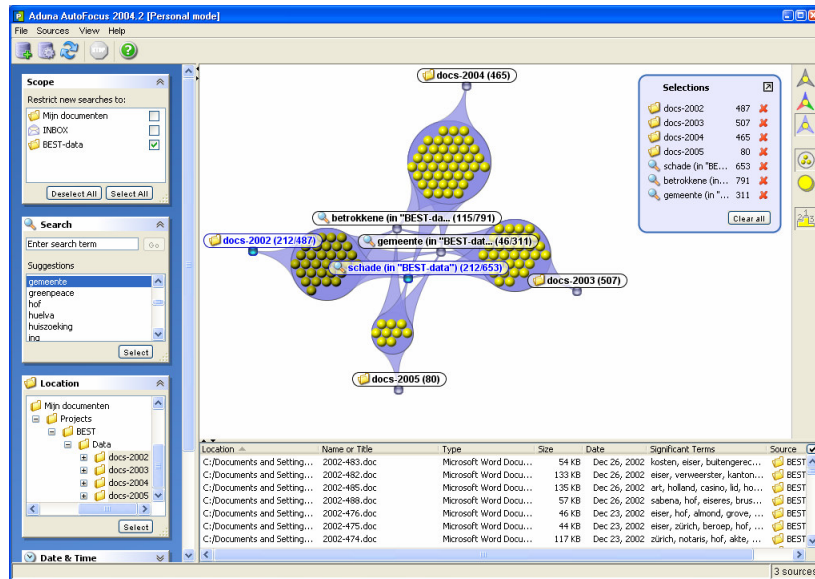 Aduna AutoFocus 2004.2 [Personal mode]
File Sources View Help
Scope
Restrict new searches to:
Mijn documenten
INBOX
BEST-data
Deselect All Select All
Search
Enter search term Go
Suggestions
gemeente
greenpeace
hof
huelva
huiszoeking
ing
Select
Location
Mijn documenten
Projects
BEST
Data
docs-2002
docs-2003
docs-2004
docs-2005
Select
Date & Time
docs-2004 (465)
betrokkene (in "BEST-da... (115/791)
docs-2002 (212/487)
gemeente (in "BEST-dat... (46/311)
schade (in "BEST-data") (212/653)
docs-2003 (507)
docs-2005 (80)
Selections
docs-2002 487
docs-2003 507
docs-2004 465
docs-2005 80
schade (in "BE... 653
betrokkene (in... 791
gemeente (in "... 311
Clear all
Location Name or Title Type Size Date Significant Terms Source
C:/Documents and Setting... 2002-483.doc Microsoft Word Docu... 54 KB Dec 26, 2002 kosten, eiser, buitengerec... BEST
C:/Documents and Setting... 2002-482.doc Microsoft Word Docu... 133 KB Dec 26, 2002 eiser, verweerster, kanton... BEST
C:/Documents and Setting... 2002-485.doc Microsoft Word Docu... 135 KB Dec 26, 2002 art, holland, casino, lid, ho... BEST
C:/Documents and Setting... 2002-488.doc Microsoft Word Docu... 57 KB Dec 26, 2002 sabena, hof, eiseres, brus... BEST
C:/Documents and Setting... 2002-476.doc Microsoft Word Docu... 46 KB Dec 23, 2002 eiser, hof, almond, grove, ... BEST
C:/Documents and Setting... 2002-475.doc Microsoft Word Docu... 44 KB Dec 23, 2002 eiser, zürich, beroep, hof, ... BEST
C:/Documents and Setting... 2002-474.doc Microsoft Word Docu... 117 KB Dec 23, 2002 zürich, notaris, hof, akte, ... BEST
3 sources